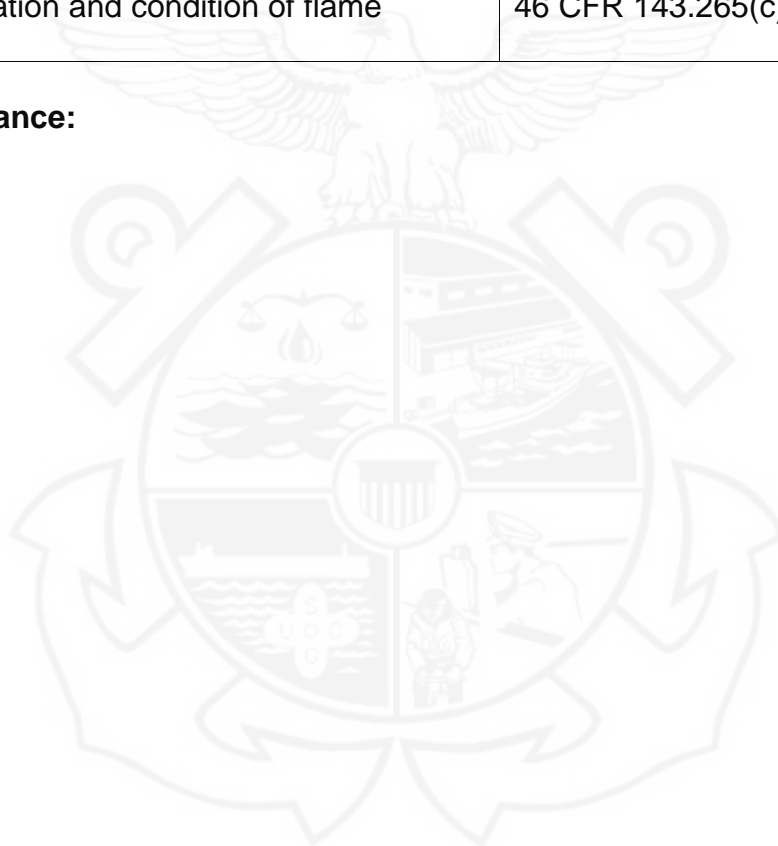 ation and condition of flame
46 CFR 143.265(c)
ance:
S
U O C
G